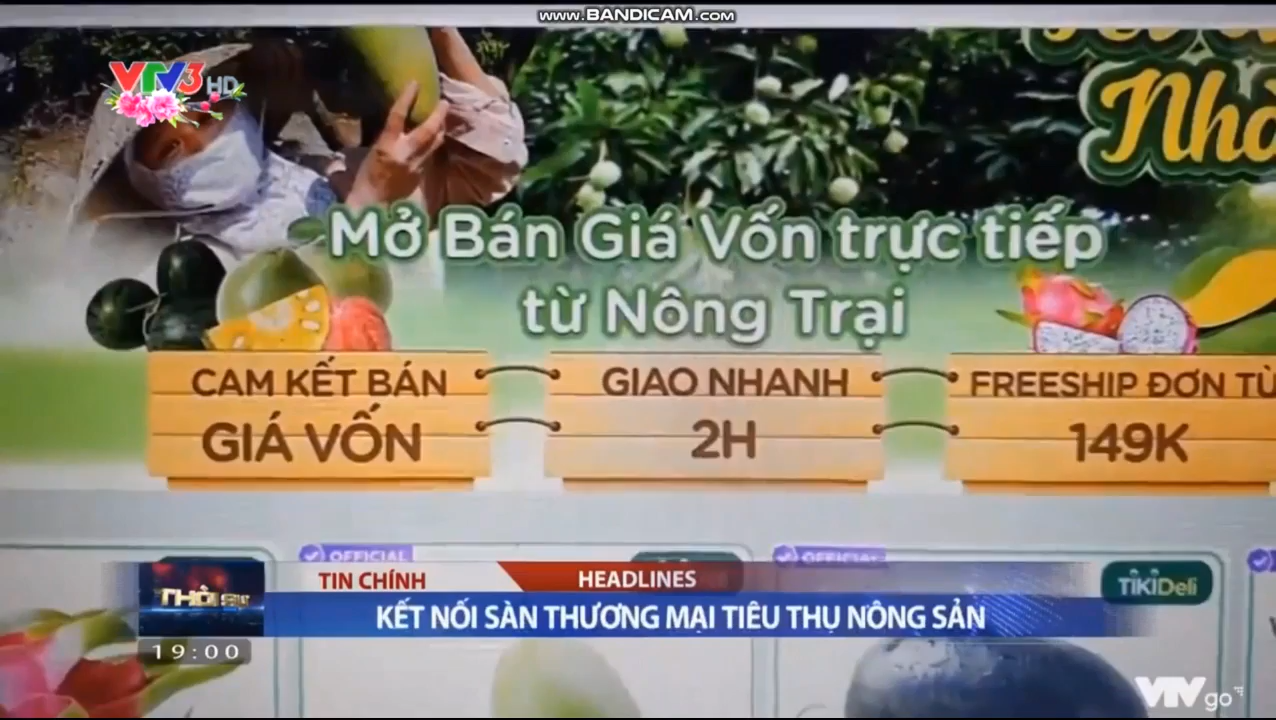 www.BANDICAM.com
VTV3 HD
Nhà
Mở Bán Giá Vốn trực tiếp
từ Nông Trại
CAM KẾT BÁN
GIÁ VỐN
GIAO NHANH
2H
FREESHIP ĐƠN TỪ
149K
OFFICIAL
OFFICIAL
TIKIDeli
THỜI SỰ
TIN CHÍNH
HEADLINES
KẾT NỐI SÀN THƯƠNG MẠI TIÊU THỤ NÔNG SẢN
19:00
VTV go